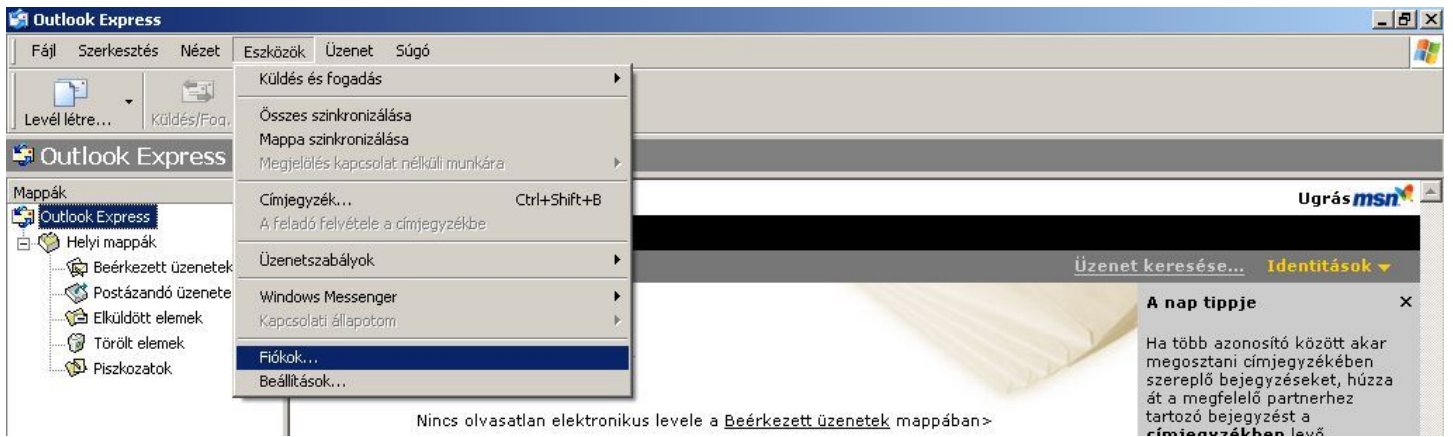 Outlook Express
Fájl Szerkesztés Nézet Eszközök Üzenet Súgó
Levél létre... Küldés/Fog.
Küldés és fogadás
Összes szinkronizálása
Mappa szinkronizálása
Megjelölés kapcsolat nélküli munkára
Címjegyzék... Ctrl+Shift+B
A feladó felvétele a címjegyzékbe
Üzenetszabályok
Windows Messenger
Kapcsolati állapotom
Fiókok...
Beállítások...
Outlook Express
Mappák
Outlook Express
Helyi mappák
Beérkezett üzenetek
Postázandó üzenete
Elküldött elemek
Törölt elemek
Piszkozatok
Ugrás msn
Üzenet keresése... Identitások
Nincs olvasatlan elektronikus levele a Beérkezett üzenetek mappában>
A nap tippje
Ha több azonosító között akar
megosztani címjegyzékében
szereplő bejegyzéseket, húzza
át a megfelelő partnerhez
tartozó bejegyzést a
címjegyzékben levő